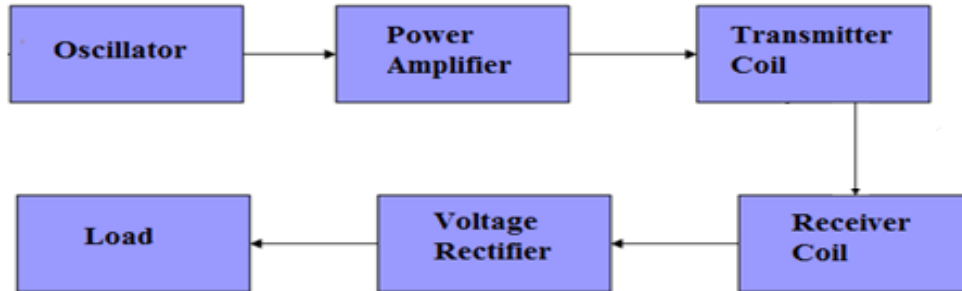 Oscillator
Power
Amplifier
Transmitter
Coil
Load
Voltage
Rectifier
Receiver
Coil